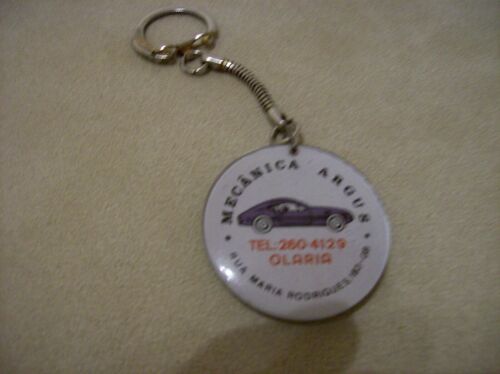 MECÂNICA ARGUS
TEL: 260-4129
OLARIA
RUA MARIA RODRIGUES